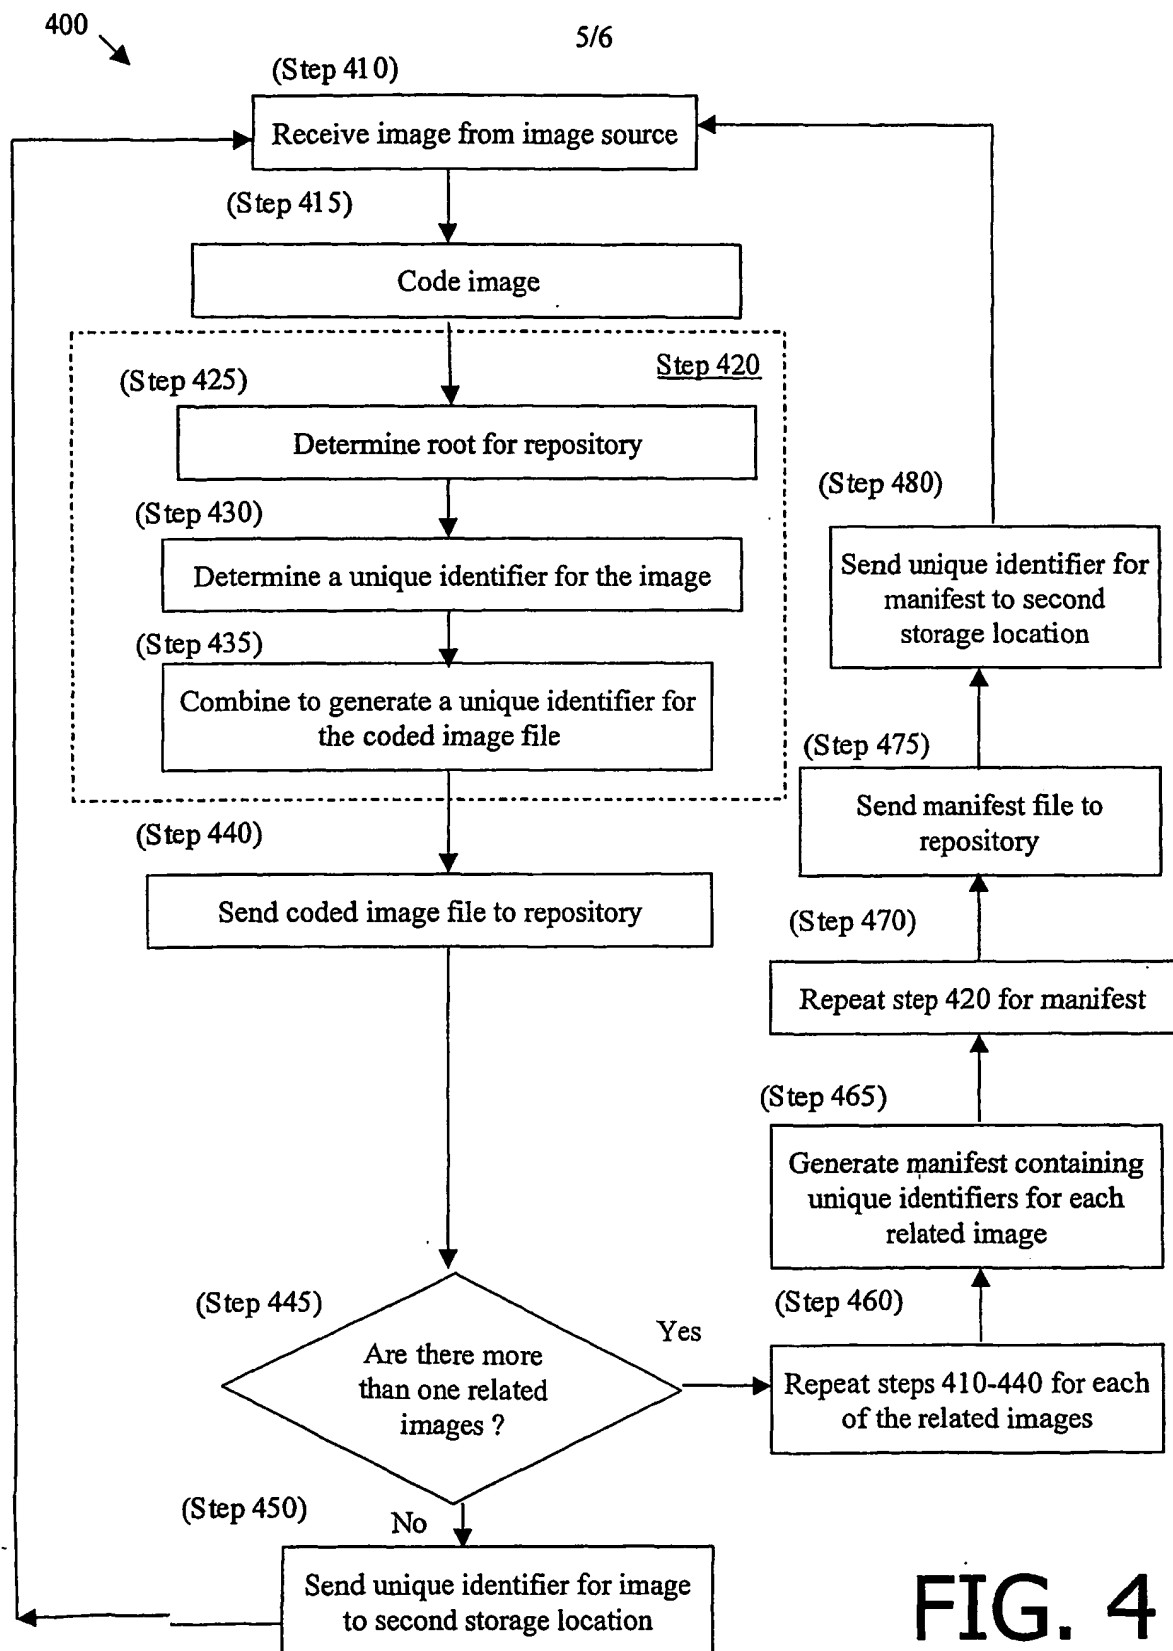 400
5/6
(Step 410)
Receive image from image source
(Step 415)
Code image
Step 420
(Step 425)
Determine root for repository
(Step 430)
Determine a unique identifier for the image
(Step 435)
Combine to generate a unique identifier for
the coded image file
(Step 440)
Send coded image file to repository
(Step 445)
Are there more
than one related
images ?
Yes
No
(Step 450)
Send unique identifier for image
to second storage location
(Step 460)
Repeat steps 410-440 for each
of the related images
(Step 465)
Generate manifest containing
unique identifiers for each
related image
(Step 470)
Repeat step 420 for manifest
(Step 475)
Send manifest file to
repository
(Step 480)
Send unique identifier for
manifest to second
storage location
FIG. 4